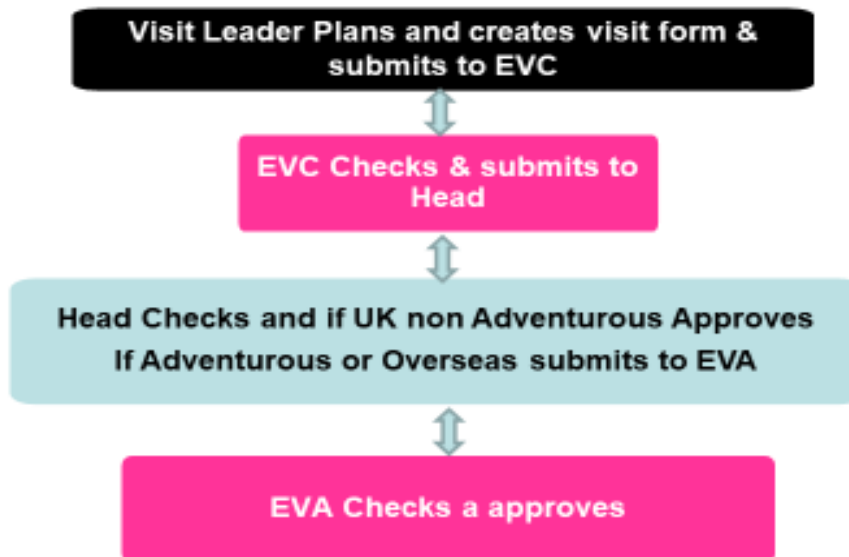 Visit Leader Plans and creates visit form &
submits to EVC
EVC Checks & submits to
Head
Head Checks and if UK non Adventurous Approves
If Adventurous or Overseas submits to EVA
EVA Checks a approves